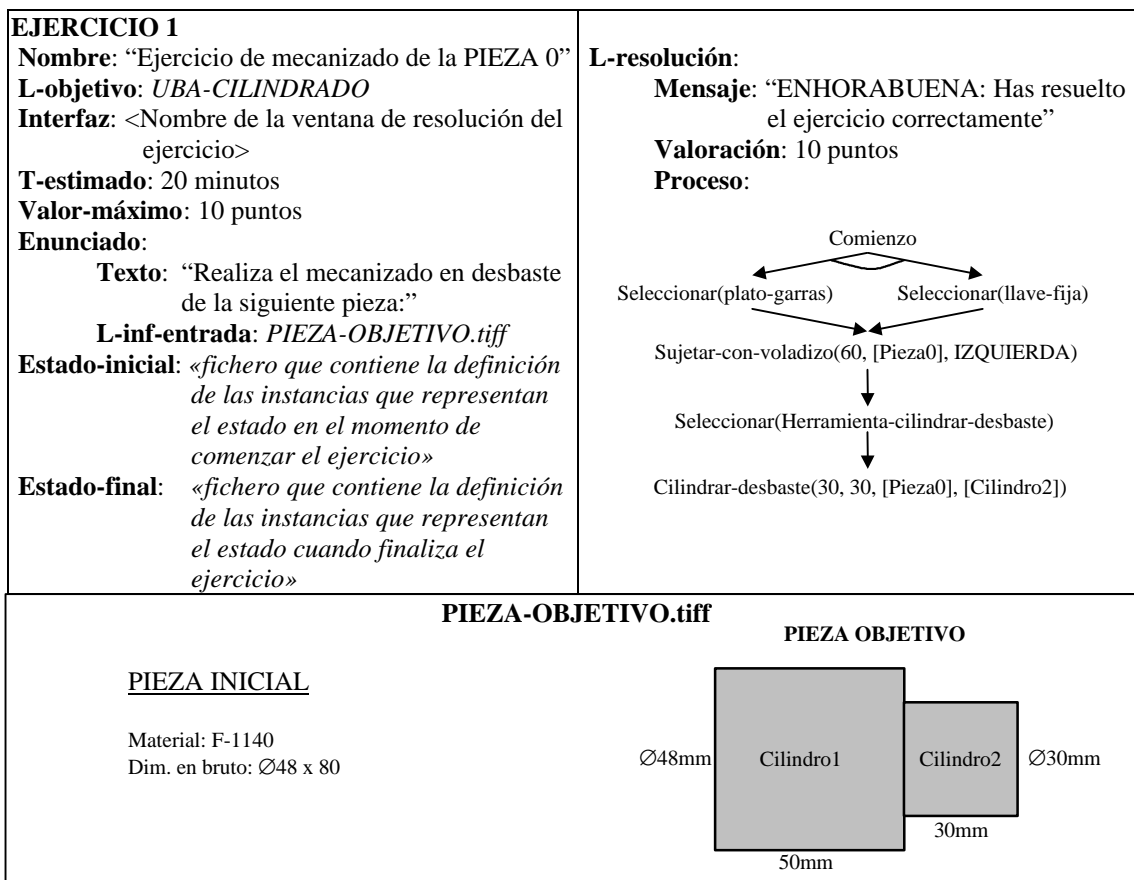 EJERCICIO 1
Nombre: “Ejercicio de mecanizado de la PIEZA 0”
L-objetivo: UBA-CILINDRADO
Interfaz: <Nombre de la ventana de resolución del
ejercicio>
T-estimado: 20 minutos
Valor-máximo: 10 puntos
Enunciado:
Texto: “Realiza el mecanizado en desbaste
de la siguiente pieza:”
L-inf-entrada: PIEZA-OBJETIVO.tiff
Estado-inicial: «fichero que contiene la definición
de las instancias que representan
el estado en el momento de
comenzar el ejercicio»
Estado-final: «fichero que contiene la definición
de las instancias que representan
el estado cuando finaliza el
ejercicio»
L-resolución:
Mensaje: “ENHORABUENA: Has resuelto
el ejercicio correctamente”
Valoración: 10 puntos
Proceso:
Comienzo
Seleccionar(plato-garras) Seleccionar(llave-fija)
Sujetar-con-voladizo(60, [Pieza0], IZQUIERDA)
Seleccionar(Herramienta-cilindrar-desbaste)
Cilindrar-desbaste(30, 30, [Pieza0], [Cilindro2])
PIEZA-OBJETIVO.tiff
PIEZA INICIAL
Material: F-1140
Dim. en bruto: ∅48 x 80
PIEZA OBJETIVO
∅48mm Cilindro1 Cilindro2 ∅30mm
30mm
50mm